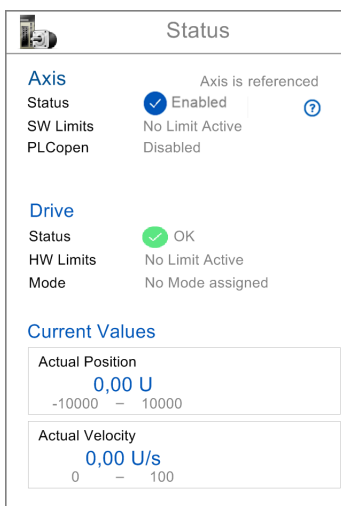 Status
Axis Axis is referenced
Status Enabled
SW Limits No Limit Active
PLCopen Disabled
Drive
Status OK
HW Limits No Limit Active
Mode No Mode assigned
Current Values
Actual Position
0,00 U
-10000 – 10000
Actual Velocity
0,00 U/s
0 – 100